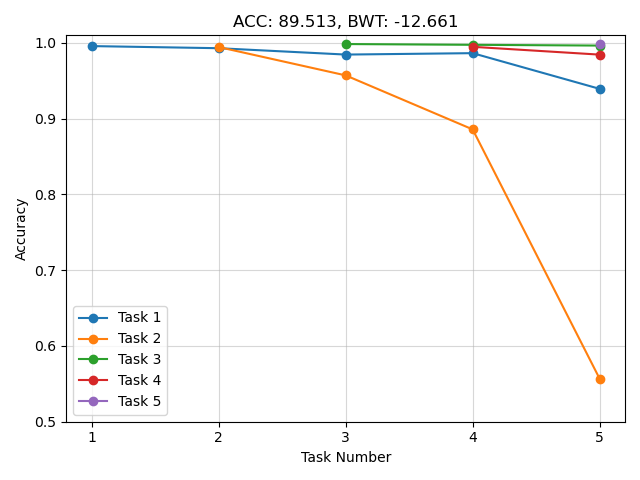 ACC: 89.513, BWT: -12.661
1.0
0.9
0.8
0.7
0.6
0.5
Accuracy
Task 1
Task 2
Task 3
Task 4
Task 5
1 2 3 4 5
Task Number